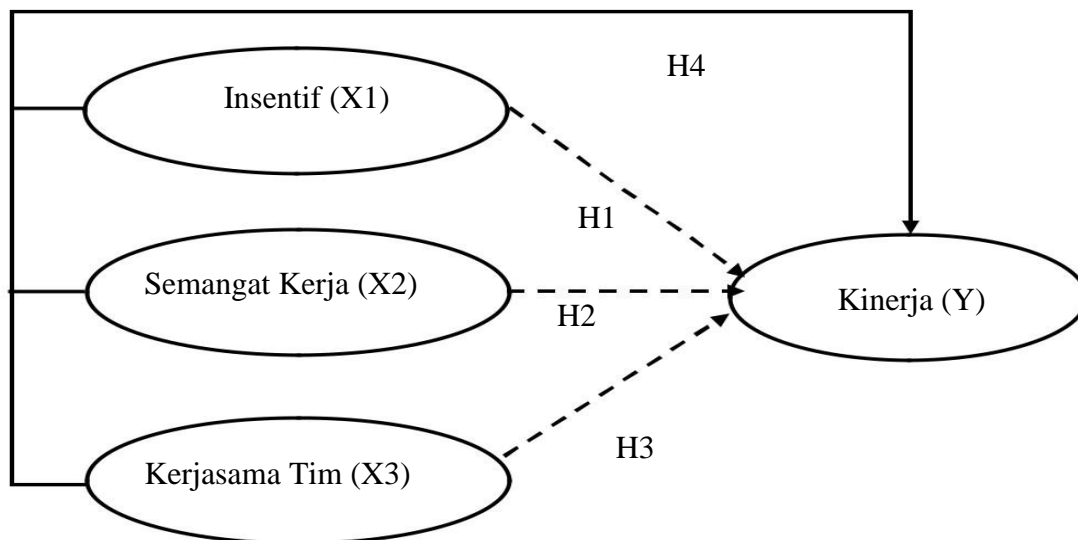 H4
Insentif (X1)
H1
Semangat Kerja (X2)
Kinerja (Y)
H2
H3
Kerjasama Tim (X3)